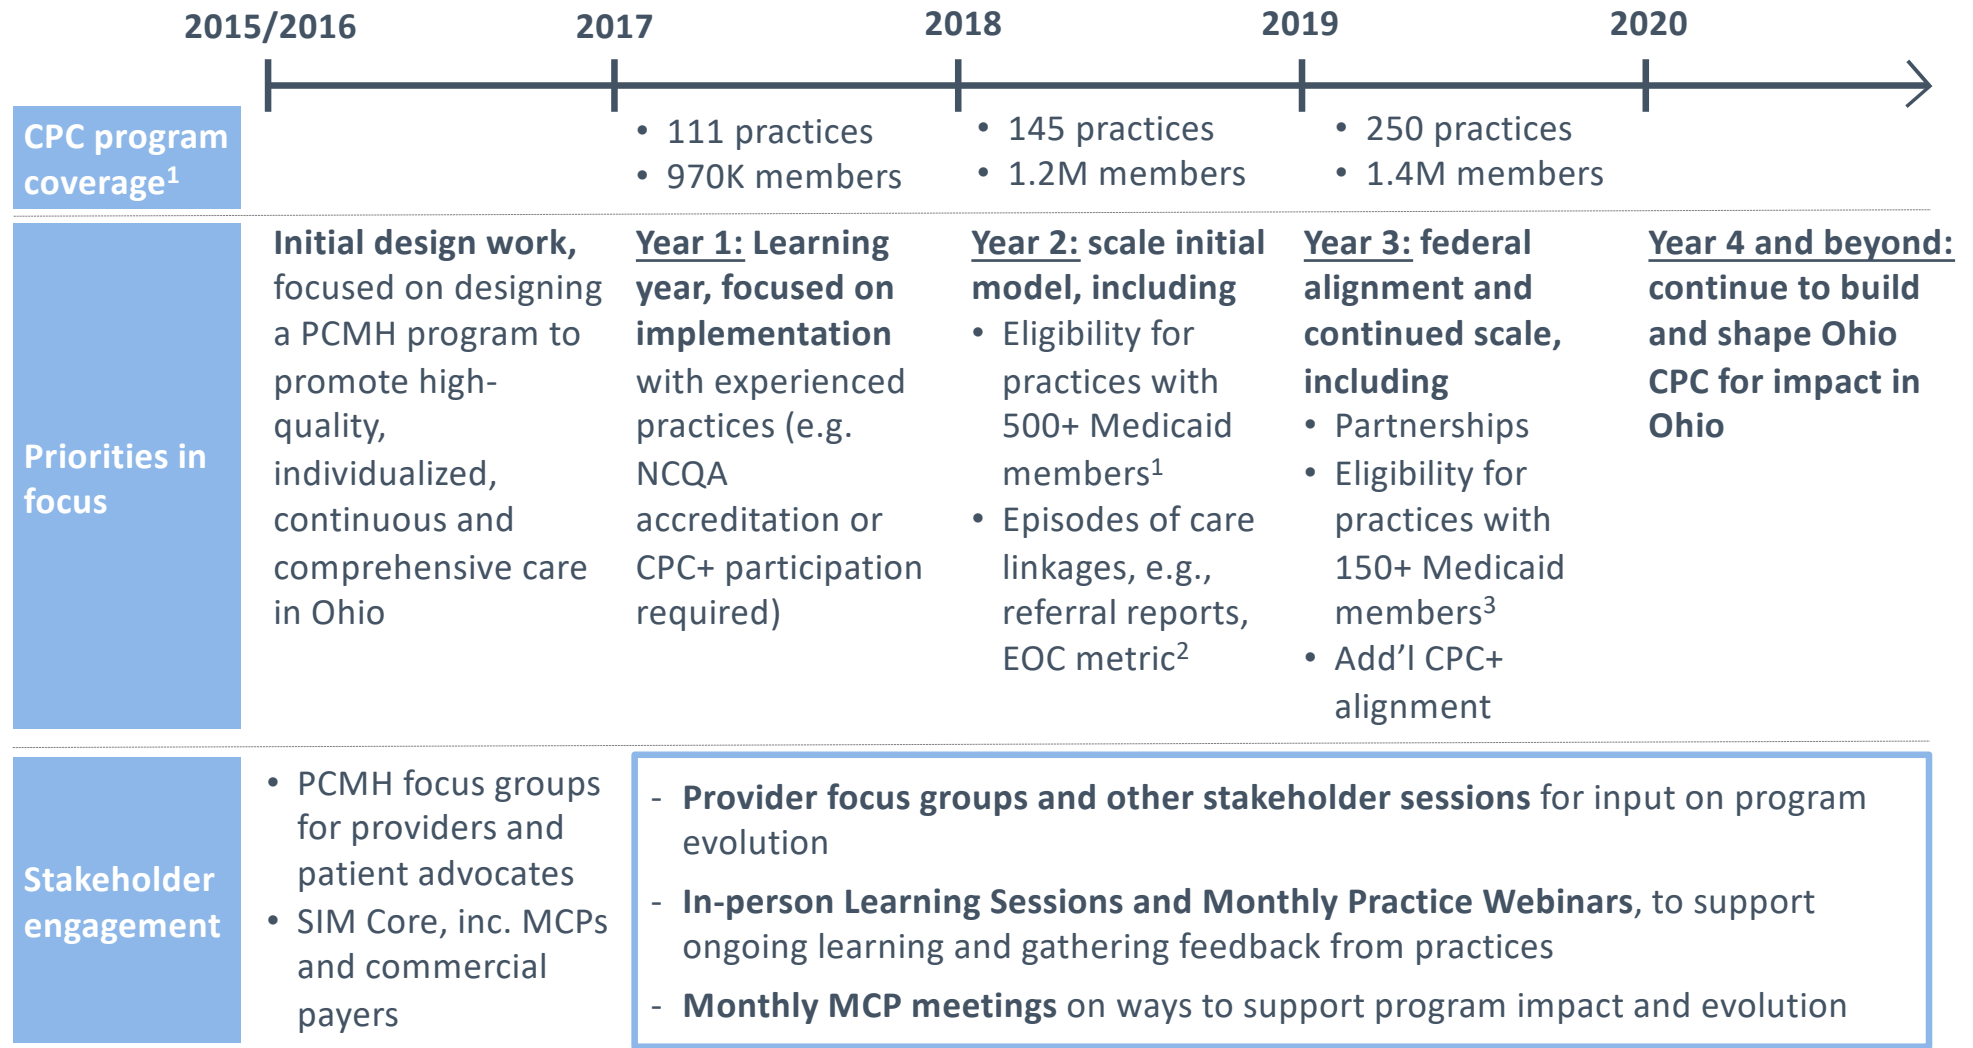 2015/2016
2017
2018
2019
2020
CPC program
coverage¹
• 111 practices
• 970K members
• 145 practices
• 1.2M members
• 250 practices
• 1.4M members
Priorities in
focus
Initial design work,
focused on designing
a PCMH program to
promote high-
quality,
individualized,
continuous and
comprehensive care
in Ohio
Year 1: Learning
year, focused on
implementation
with experienced
practices (e.g.
NCQA
accreditation or
CPC+ participation
required)
Year 2: scale initial
model, including
• Eligibility for
practices with
500+ Medicaid
members¹
• Episodes of care
linkages, e.g.,
referral reports,
EOC metric²
Year 3: federal
alignment and
continued scale,
including
• Partnerships
• Eligibility for
practices with
150+ Medicaid
members³
• Add’l CPC+
alignment
Year 4 and beyond:
continue to build
and shape Ohio
CPC for impact in
Ohio
Stakeholder
engagement
• PCMH focus groups
for providers and
patient advocates
• SIM Core, inc. MCPs
and commercial
payers
- Provider focus groups and other stakeholder sessions for input on program
evolution
- In-person Learning Sessions and Monthly Practice Webinars, to support
ongoing learning and gathering feedback from practices
- Monthly MCP meetings on ways to support program impact and evolution